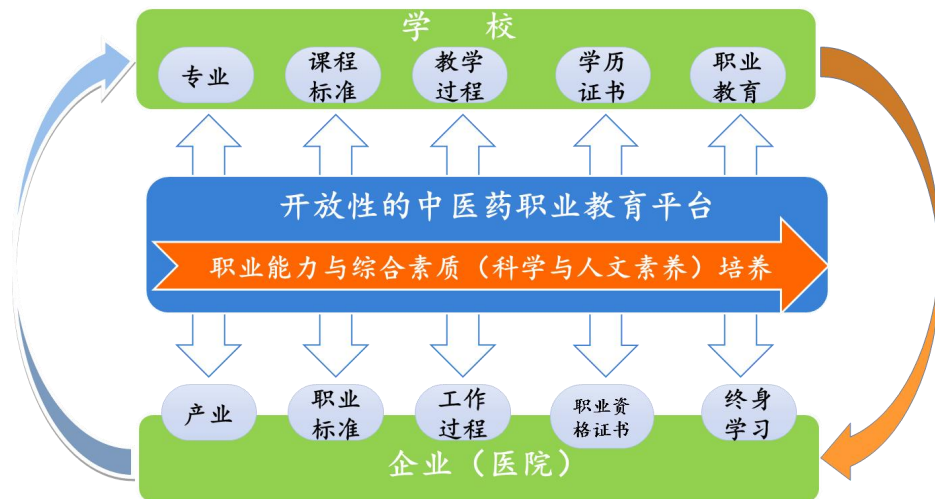 学 校
专业
课程
标准
教学
过程
学历
证书
职业
教育
开放性的中医药职业教育平台
职业能力与综合素质（科学与人文素养）培养
产业
职业
标准
工作
过程
职业资
格证书
终身
学习
企业（医院）